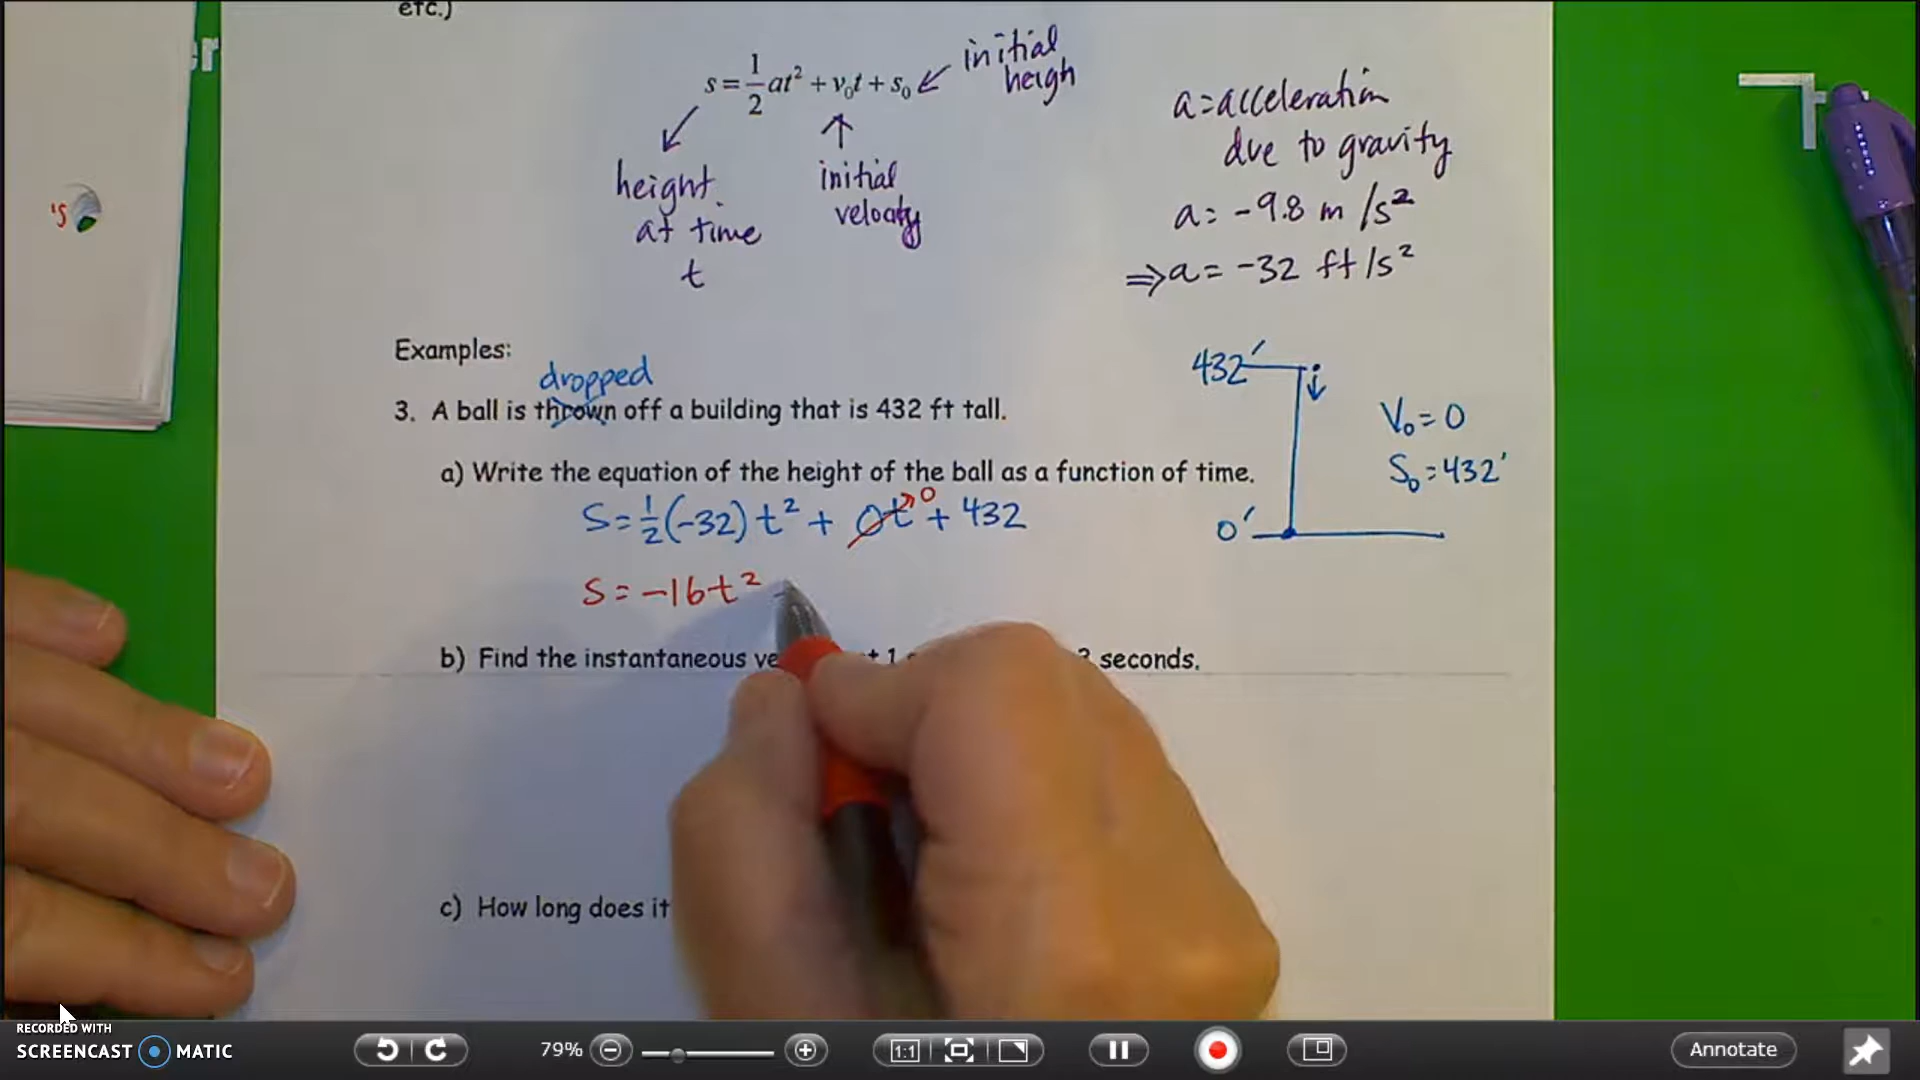 etc.)
er
s = 1/2 at² + v₀t + s₀
initial
heigh
height
at time
t
initial
velocity
a = acceleration
due to gravity
a = -9.8 m/s²
⇒ a = -32 ft/s²
's
Examples:
dropped
3. A ball is thrown off a building that is 432 ft tall.
a) Write the equation of the height of the ball as a function of time.
S = 1/2 (-32) t² + 0t + 432
0
S = -16t²
432'
0'
V₀ = 0
S₀ = 432'
b) Find the instantaneous ve 1 seconds.
c) How long does it
RECORDED WITH
SCREENCAST MATIC
79%
1:1
Annotate